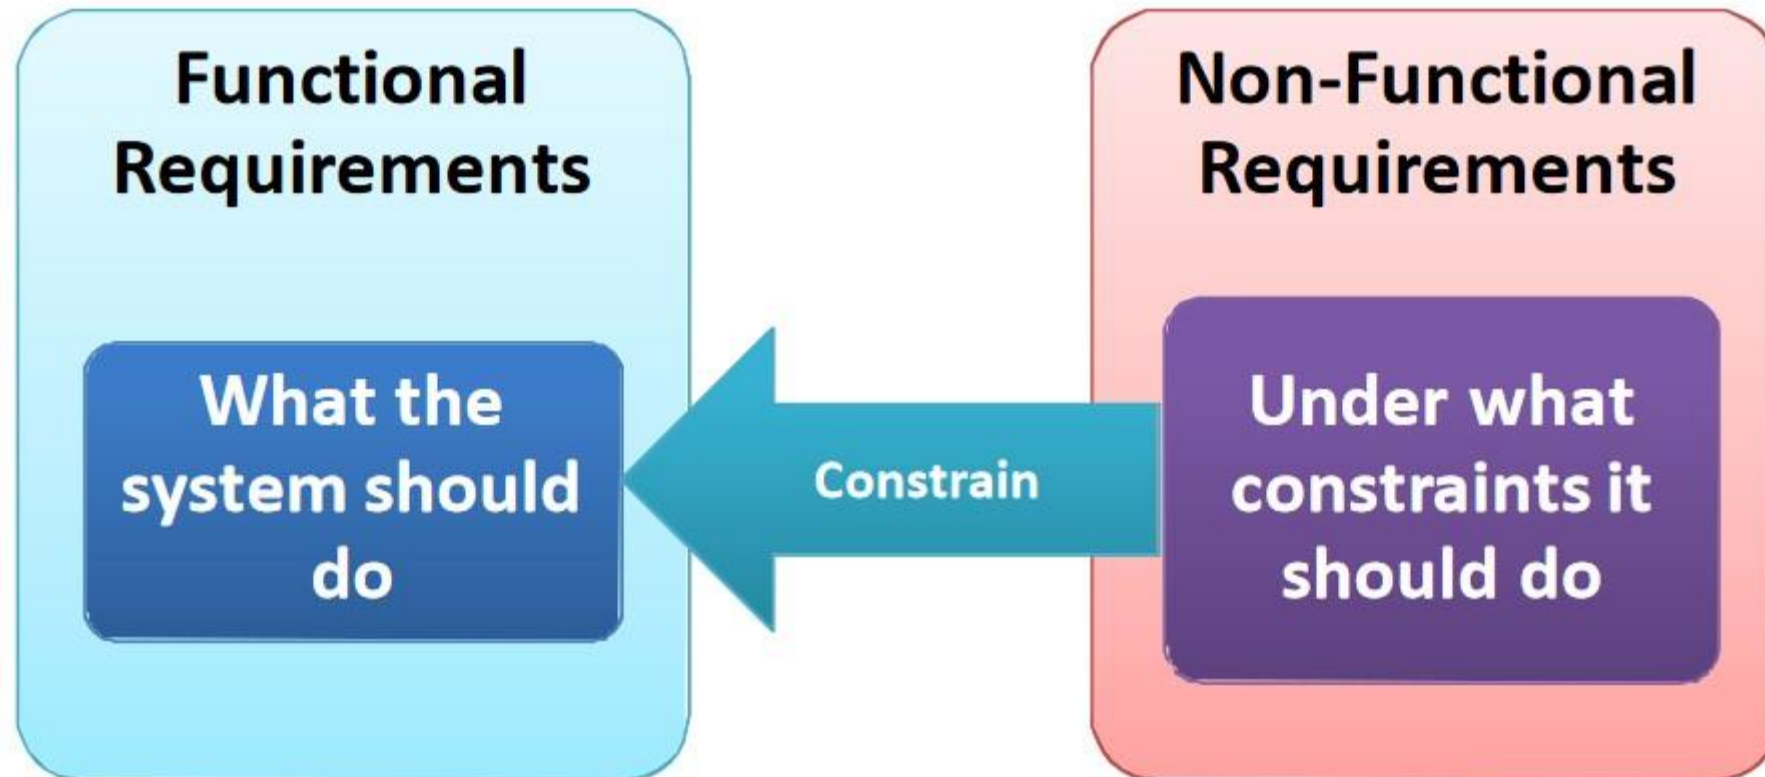 Functional
Requirements
What the
system should
do
Constrain
Non-Functional
Requirements
Under what
constraints it
should do